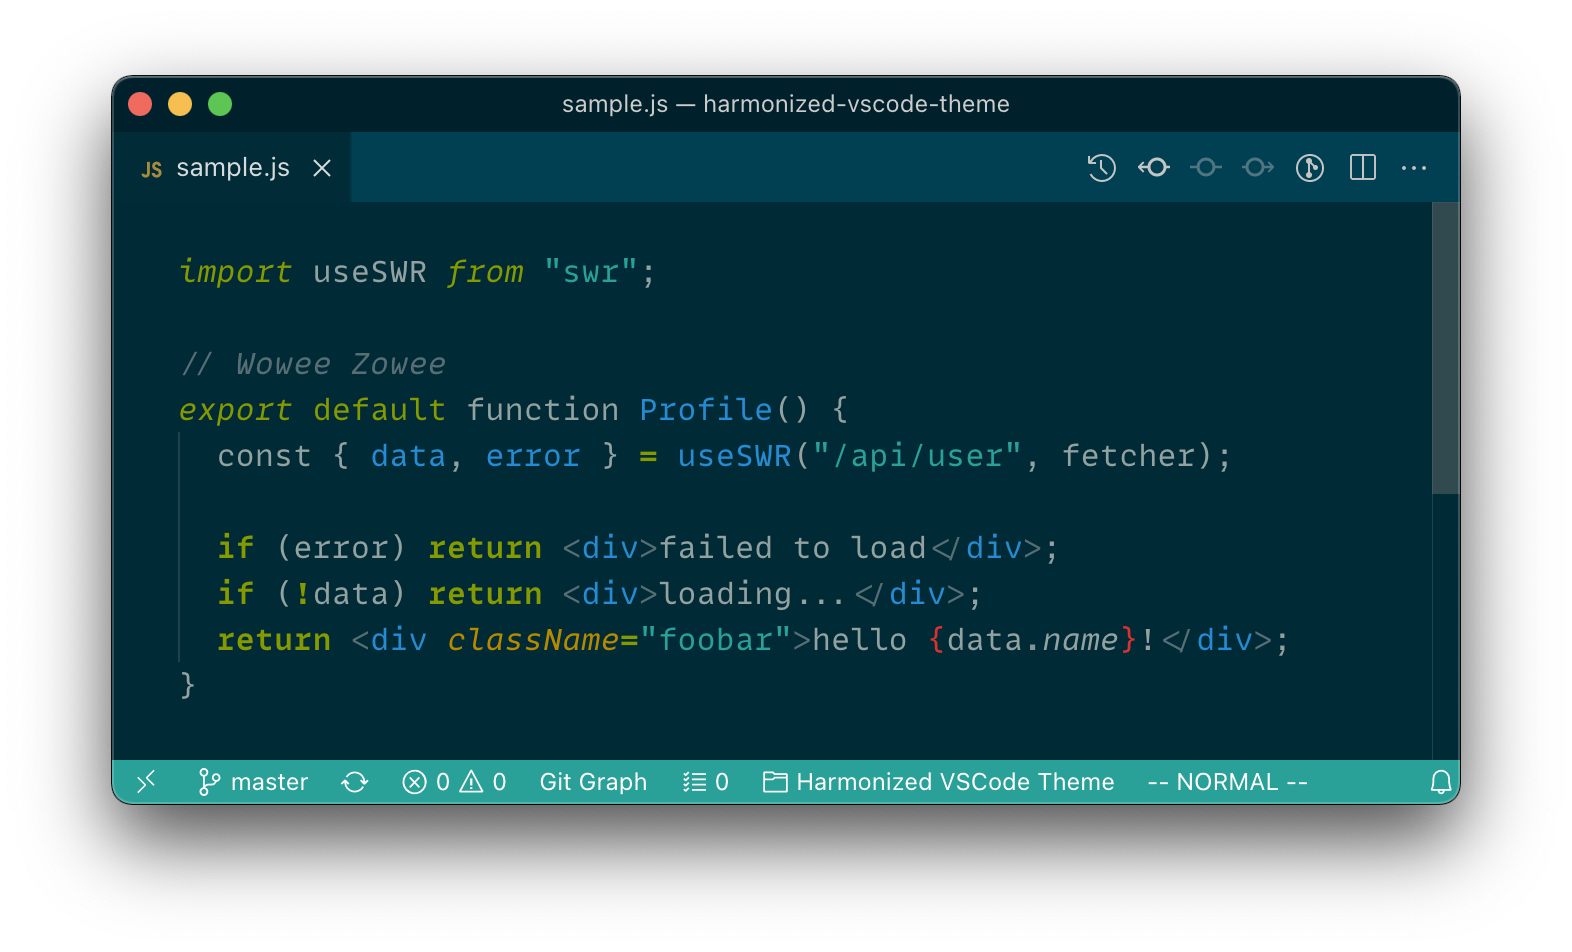 sample.js — harmonized-vscode-theme
JS sample.js
import useSWR from "swr";
// Wowee Zowee
export default function Profile() {
const { data, error } = useSWR("/api/user", fetcher);
if (error) return <div>failed to load</div>;
if (!data) return <div>loading...</div>;
return <div className="foobar">hello {data.name}!</div>;
}
master 0 0 Git Graph 0 Harmonized VSCode Theme -- NORMAL --